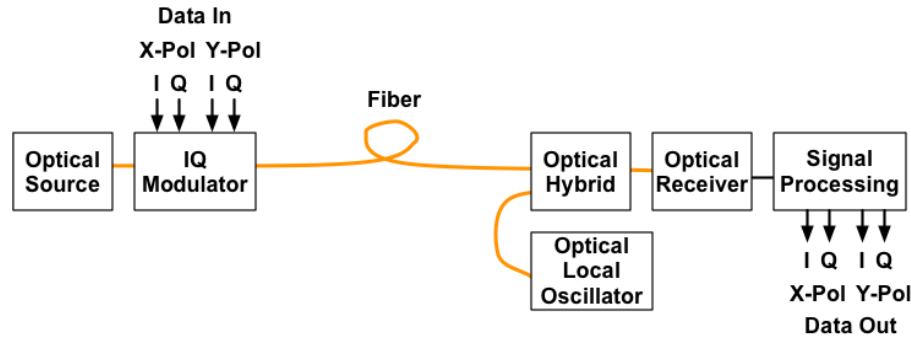 Data In
X-Pol Y-Pol
I Q I Q
Fiber
Optical
Source
IQ
Modulator
Optical
Hybrid
Optical
Receiver
Signal
Processing
Optical
Local
Oscillator
I Q I Q
X-Pol Y-Pol
Data Out